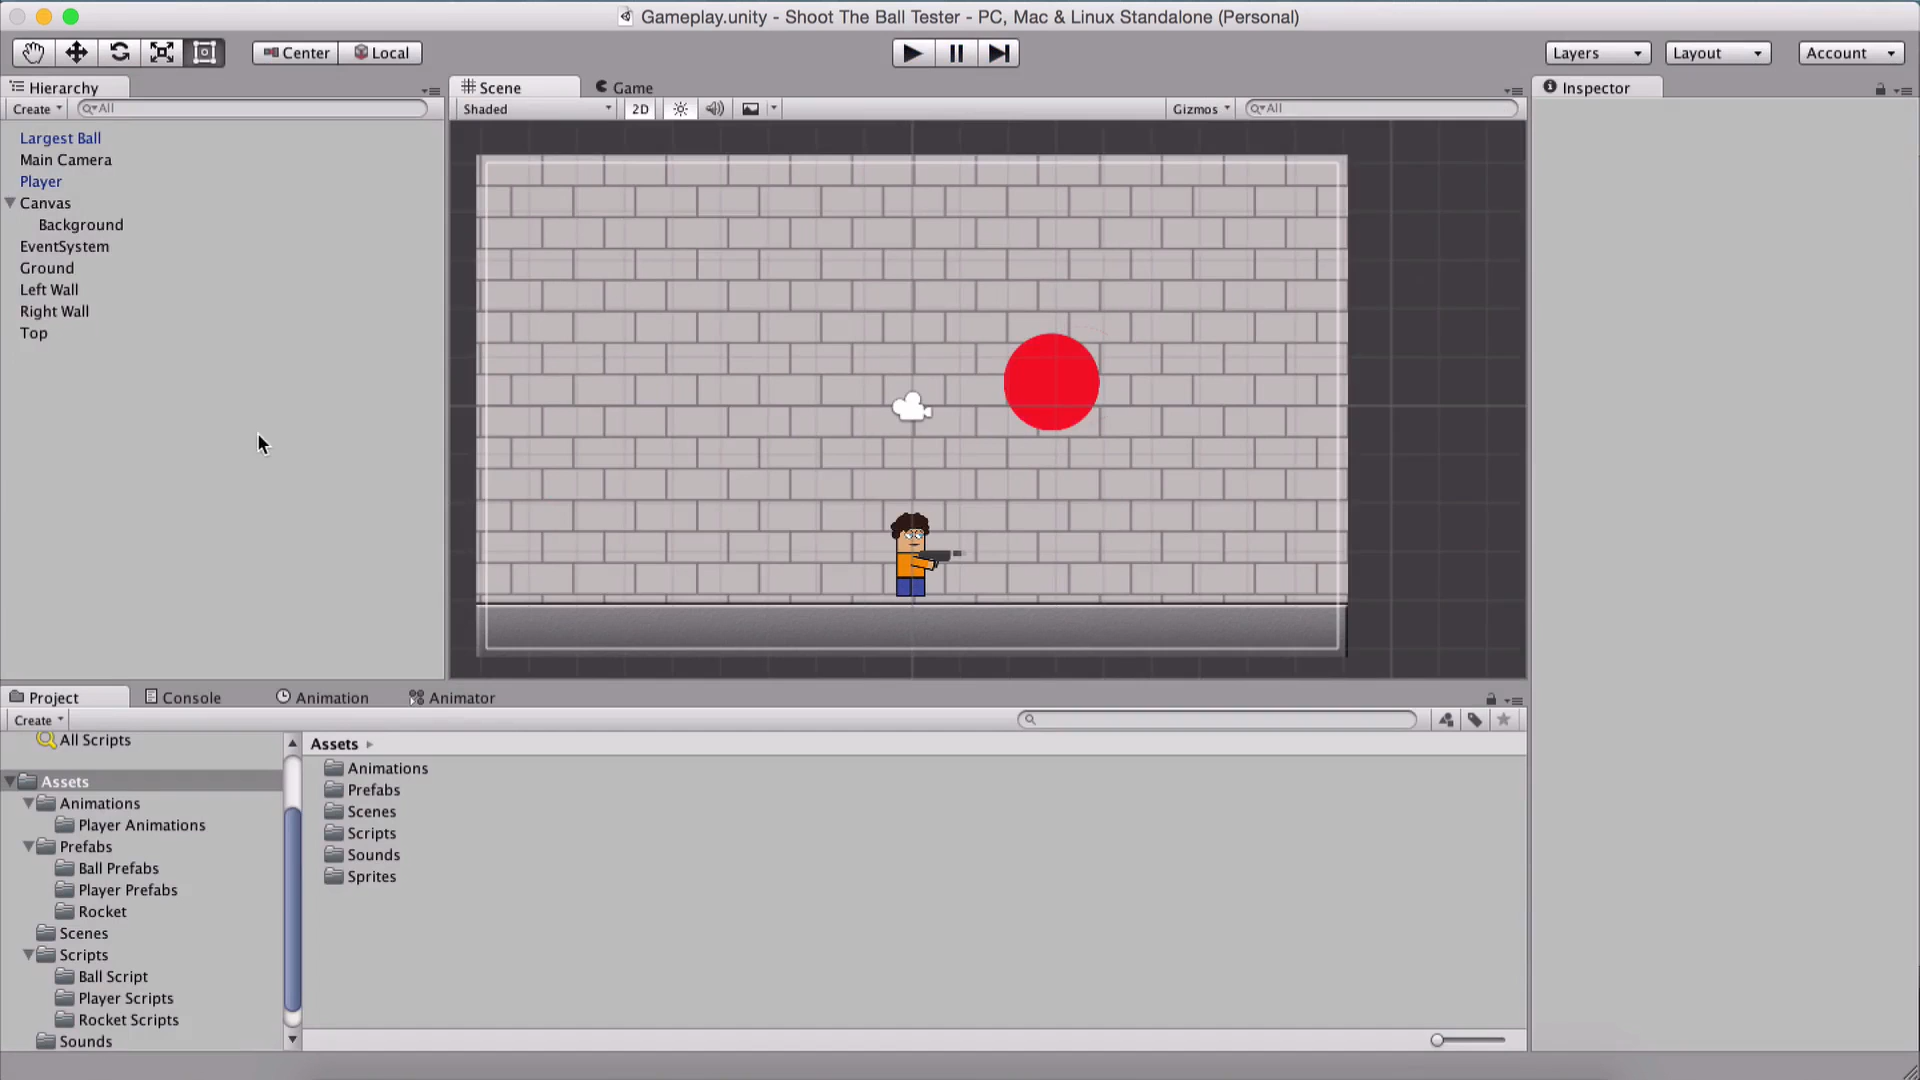 Gameplay.unity - Shoot The Ball Tester - PC, Mac & Linux Standalone (Personal)
Center Local Layers Layout Account
Hierarchy Scene Game Inspector
Create All Shaded 2D Gizmos All
Largest Ball
Main Camera
Player
Canvas
Background
EventSystem
Ground
Left Wall
Right Wall
Top
Project Console Animation Animator
Create
All Scripts
Assets
Animations
Player Animations
Prefabs
Ball Prefabs
Player Prefabs
Rocket
Scenes
Scripts
Ball Script
Player Scripts
Rocket Scripts
Sounds
Assets
Animations
Prefabs
Scenes
Scripts
Sounds
Sprites